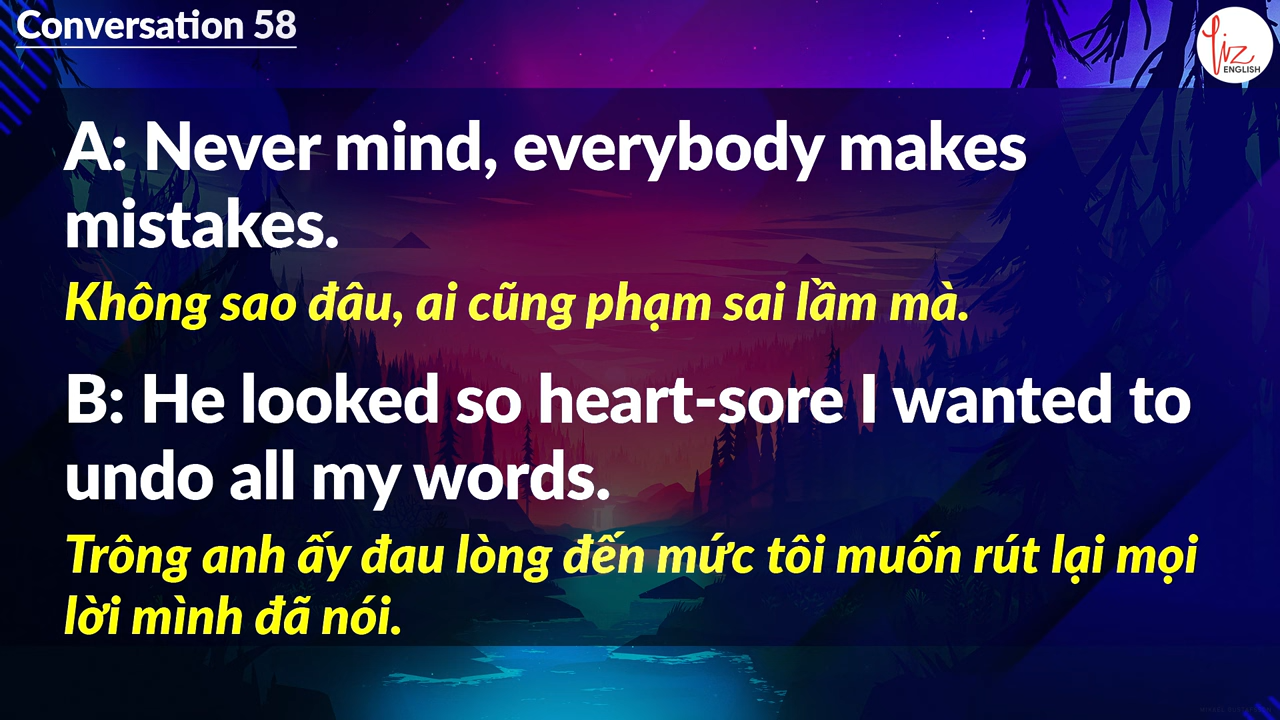 Conversation 58
Liz
ENGLISH
A: Never mind, everybody makes
mistakes.
Không sao đâu, ai cũng phạm sai lầm mà.
B: He looked so heart-sore I wanted to
undo all my words.
Trông anh ấy đau lòng đến mức tôi muốn rút lại mọi
lời mình đã nói.